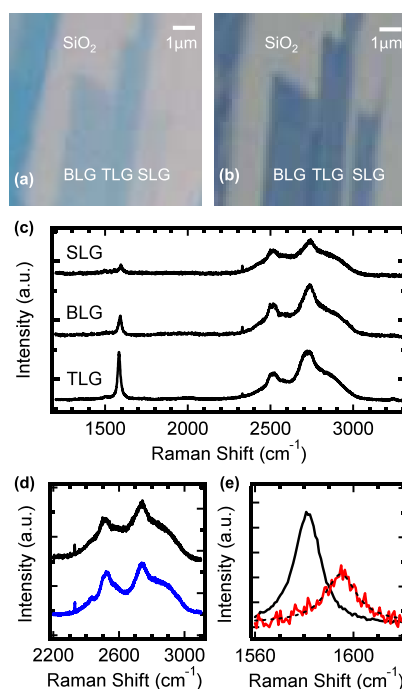 SiO2
1μm
BLG TLG SLG
(a)
SiO2
1μm
BLG TLG SLG
(b)
(c)
SLG
BLG
TLG
Intensity (a.u.)
1500 2000 2500 3000
Raman Shift (cm-1)
(d)
Intensity (a.u.)
2200 2600 3000
Raman Shift (cm-1)
(e)
Intensity (a.u.)
1560 1600
Raman Shift (cm-1)